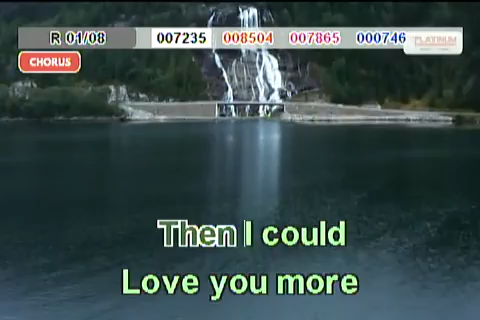 R 01/08 007235 008504 007865 000746 PLATINUM
CHORUS
Then I could
Love you more